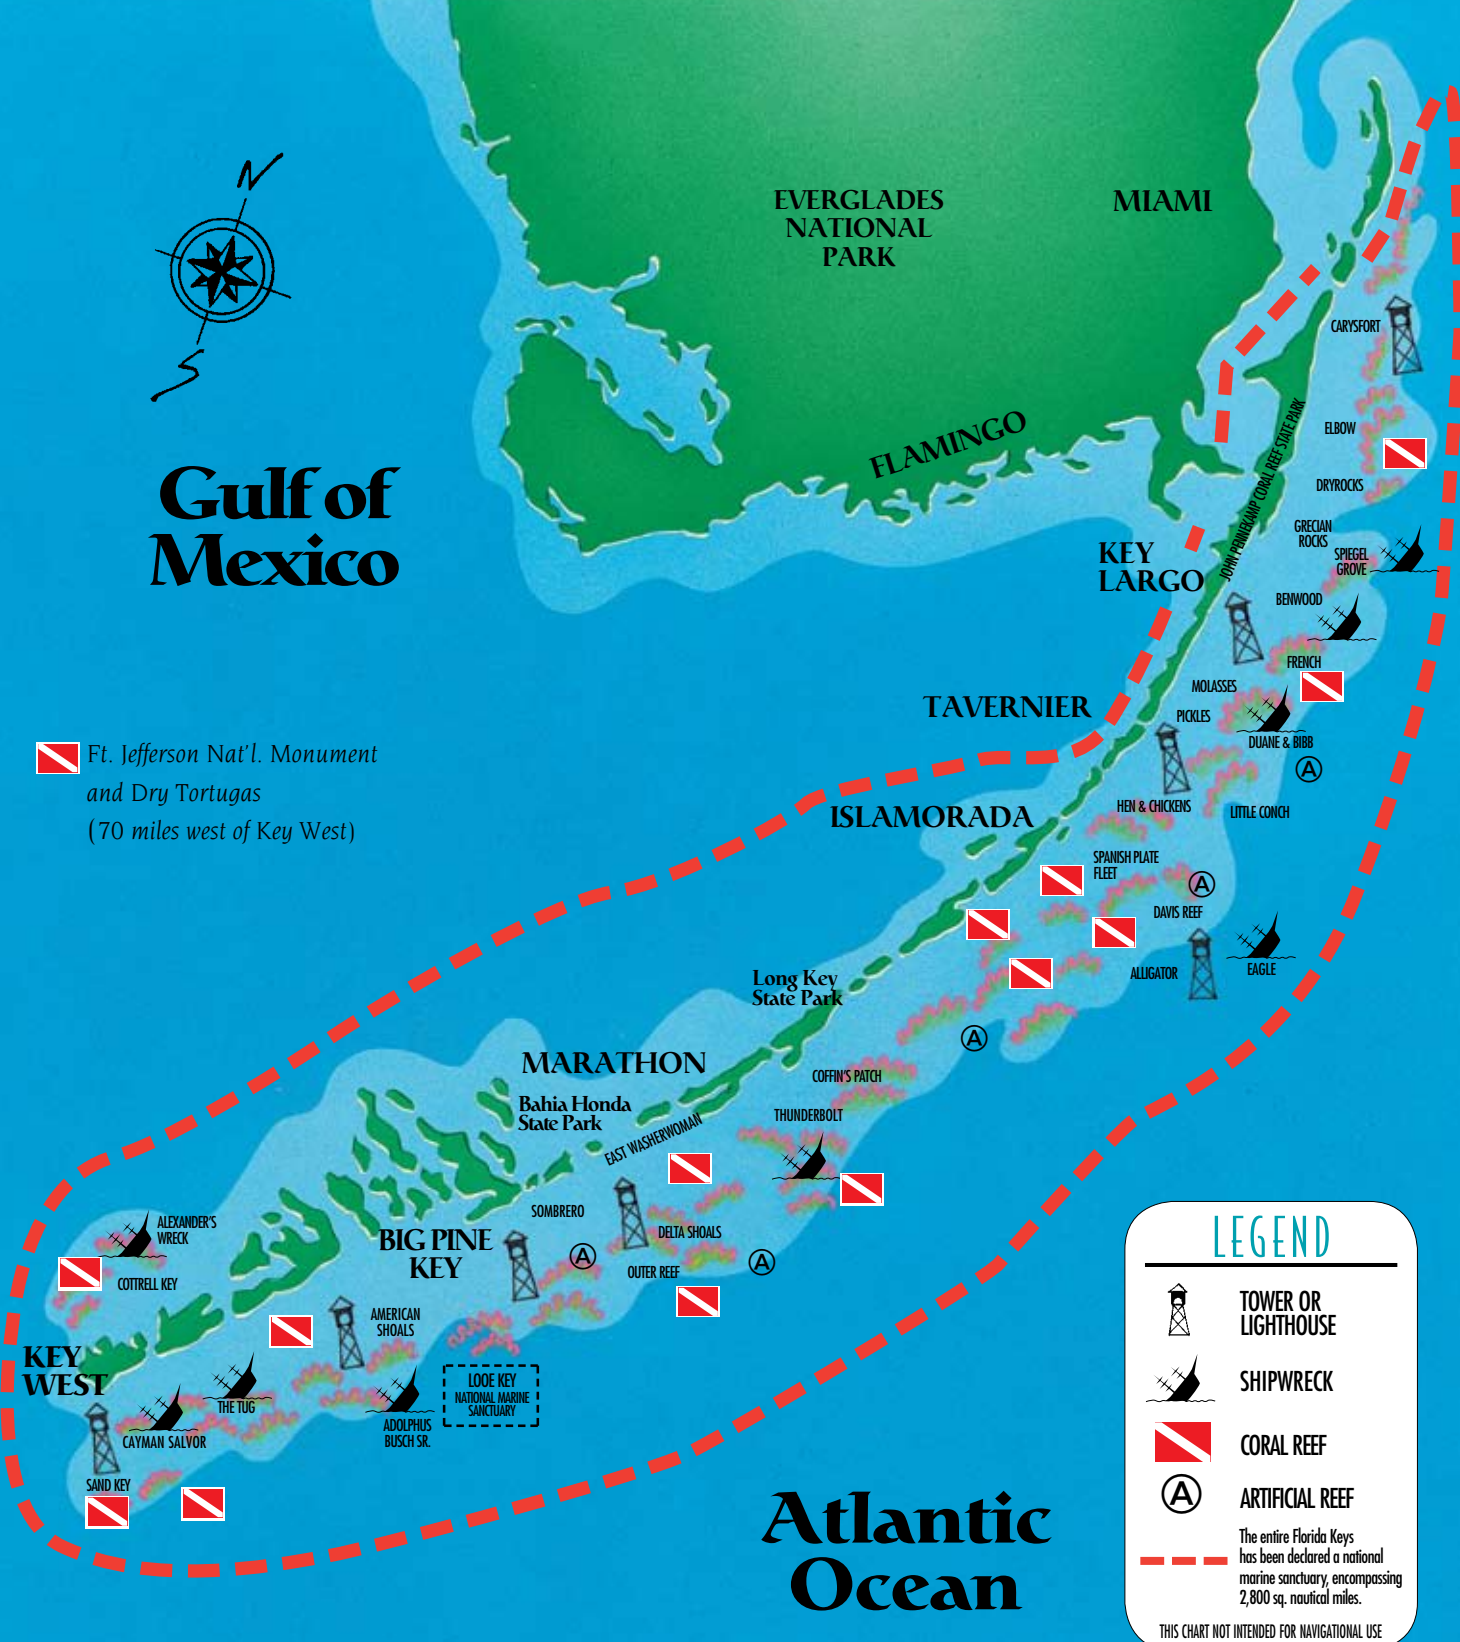 N
S
EVERGLADES
NATIONAL
PARK
MIAMI
CARYSFORT
FLAMINGO
ELBOW
JOHN PENNEKAMP CORAL REEF STATE PARK
DRYROCKS
Gulf of
Mexico
GRECIAN
ROCKS
SPIEGEL
GROVE
KEY
LARGO
BENWOOD
FRENCH
MOLASSES
TAVERNIER
PICKLES
DUANE & BIBB
A
Ft. Jefferson Nat'l. Monument
and Dry Tortugas
(70 miles west of Key West)
ISLAMORADA
HEN & CHICKENS
LITTLE CONCH
SPANISH PLATE
FLEET
A
DAVIS REEF
ALLIGATOR
EAGLE
Long Key
State Park
A
MARATHON
COFFIN'S PATCH
Bahia Honda
State Park
THUNDERBOLT
EAST WASHERWOMAN
SOMBRERO
ALEXANDER'S
WRECK
BIG PINE
KEY
DELTA SHOALS
A
A
OUTER REEF
COTTRELL KEY
AMERICAN
SHOALS
KEY
WEST
LOOE KEY
NATIONAL MARINE
SANCTUARY
THE TUG
ADOLPHUS
BUSCH SR.
CAYMAN SALVOR
SAND KEY
Atlantic
Ocean
LEGEND
TOWER OR
LIGHTHOUSE
SHIPWRECK
CORAL REEF
A
ARTIFICIAL REEF
The entire Florida Keys
has been declared a national
marine sanctuary, encompassing
2,800 sq. nautical miles.
THIS CHART NOT INTENDED FOR NAVIGATIONAL USE